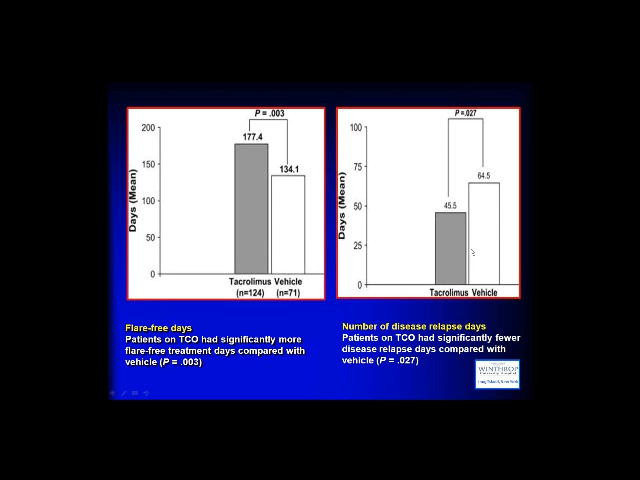 P = .003
200
177.4
150
134.1
100
50
0
Days (Mean)
Tacrolimus Vehicle
(n=124) (n=71)
P =.027
100
75
64.5
50
45.5
25
0
Days (Mean)
Tacrolimus Vehicle
Flare-free days
Patients on TCO had significantly more
flare-free treatment days compared with
vehicle (P = .003)
Number of disease relapse days
Patients on TCO had significantly fewer
disease relapse days compared with
vehicle (P = .027)
WINTHROP
Long Island, New York